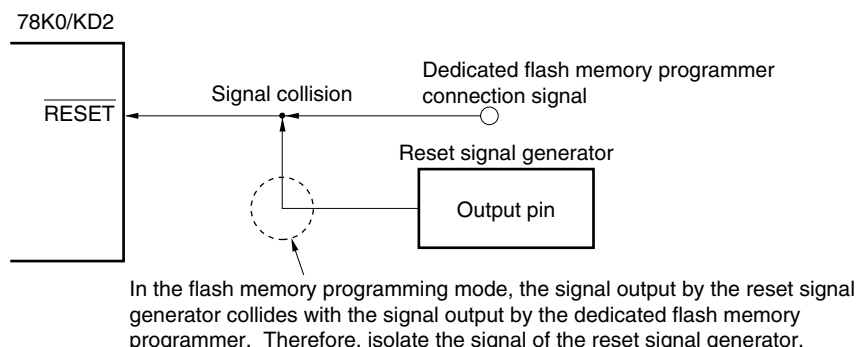 78K0/KD2
Dedicated flash memory programmer
connection signal
Signal collision
RESET
Reset signal generator
Output pin
In the flash memory programming mode, the signal output by the reset signal
generator collides with the signal output by the dedicated flash memory
programmer. Therefore, isolate the signal of the reset signal generator.